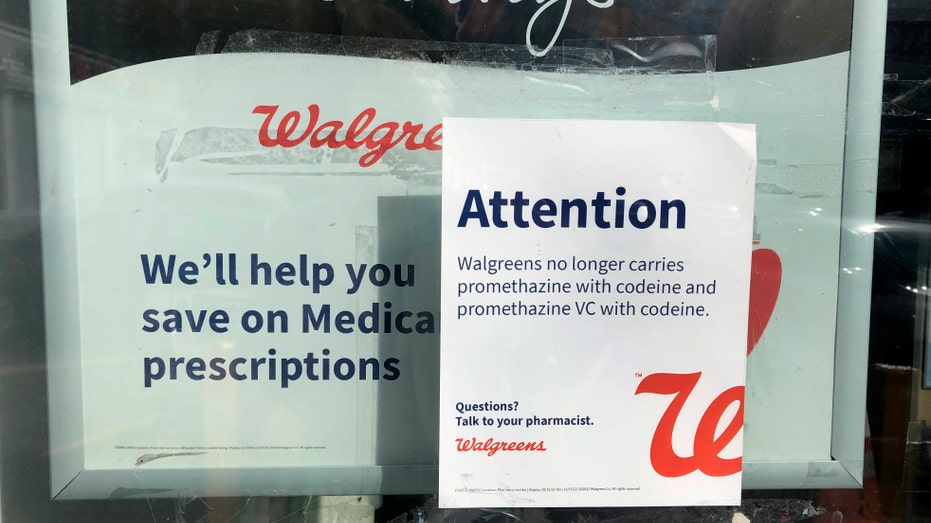 Walgre
We'll help you
save on Medica
prescriptions
Attention
Walgreens no longer carries
promethazine with codeine and
promethazine VC with codeine.
Questions?
Talk to your pharmacist.
Walgreens
™
W